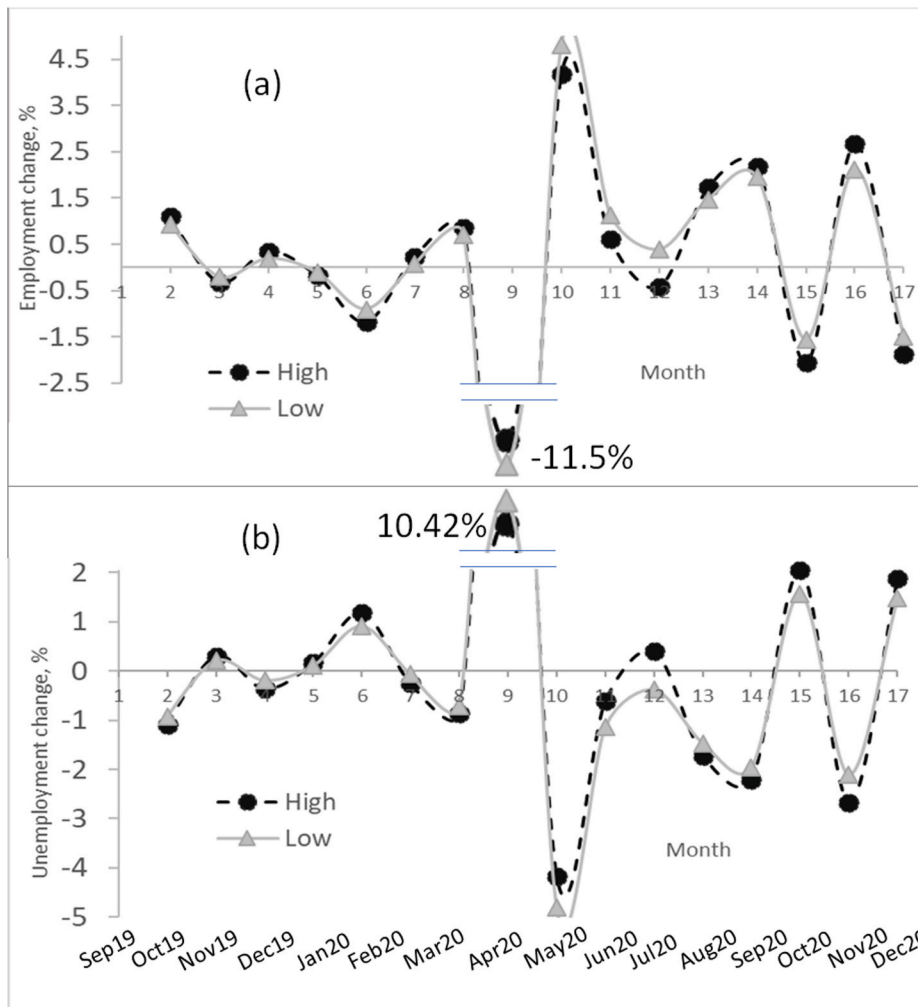 (a)
Employment change, %
4.5
3.5
2.5
1.5
0.5
-0.5
-1.5
-2.5
1 2 3 4 5 6 7 8 9 10 11 12 13 14 15 16 17
Month
High
Low
-11.5%
(b)
10.42%
Unemployment change, %
2
1
0
-1
-2
-3
-4
-5
1 2 3 4 5 6 7 8 9 10 11 12 13 14 15 16 17
High
Low
Month
Sep19 Oct19 Nov19 Dec19 Jan20 Feb20 Mar20 Apr20 May20 Jun20 Jul20 Aug20 Sep20 Oct20 Nov20 Dec20